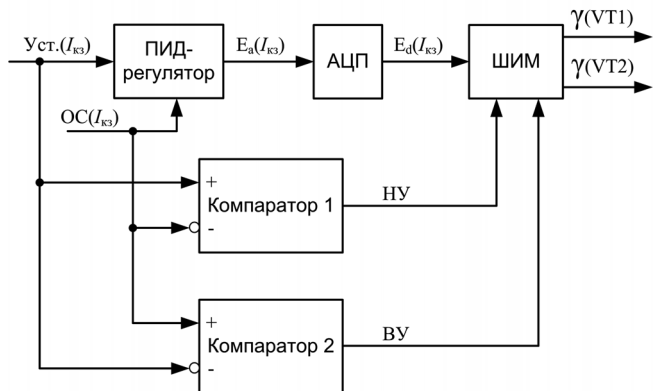 Уст.(Iкз)
ПИД-
регулятор
Eа(Iкз)
АЦП
Ed(Iкз)
ШИМ
γ(VT1)
γ(VT2)
ОС(Iкз)
+
Компаратор 1
-
НУ
+
Компаратор 2
-
ВУ